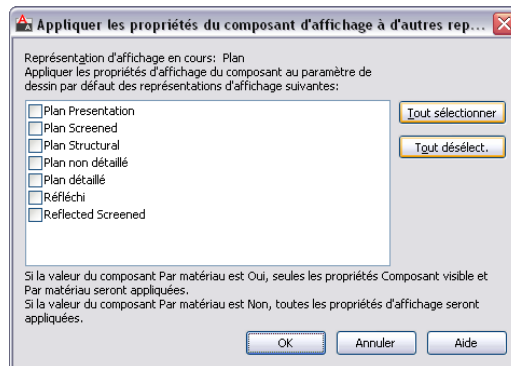 Appliquer les propriétés du composant d'affichage à d'autres rep...
Représentation d'affichage en cours: Plan
Appliquer les propriétés d'affichage du composant au paramètre de
dessin par défaut des représentations d'affichage suivantes:
Plan Presentation
Plan Screened
Plan Structural
Plan non détaillé
Plan détaillé
Réfléchi
Reflected Screened
Tout sélectionner
Tout désélect.
Si la valeur du composant Par matériau est Oui, seules les propriétés Composant visible et
Par matériau seront appliquées.
Si la valeur du composant Par matériau est Non, toutes les propriétés d'affichage seront
appliquées.
OK
Annuler
Aide